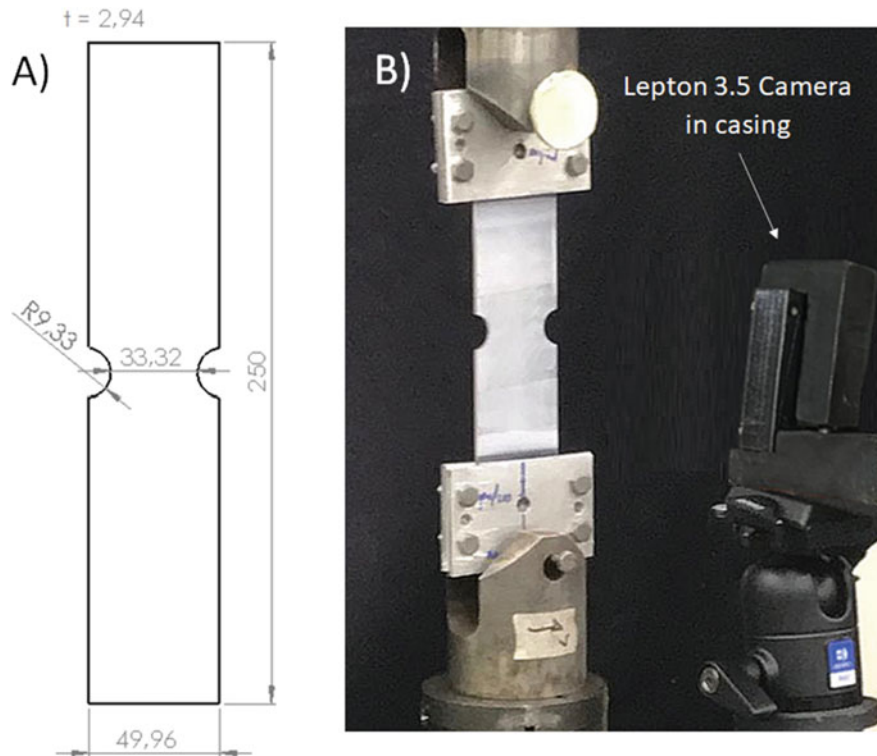 t = 2,94
A)
R9,33
33,32
250
49,96
B)
Lepton 3.5 Camera
in casing